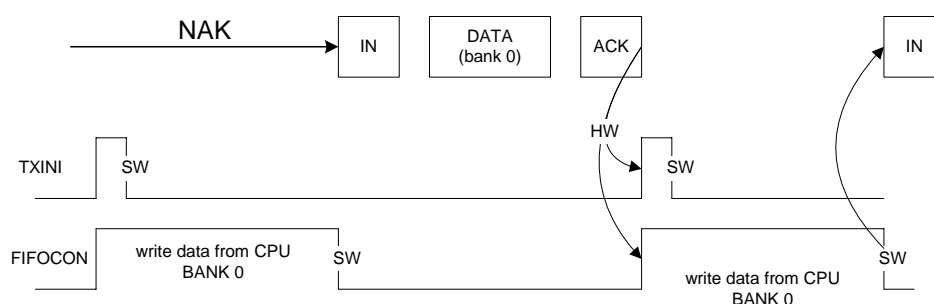 NAK
IN
DATA
(bank 0)
ACK
IN
HW
TXINI
SW
SW
FIFOCON
write data from CPU
BANK 0
SW
write data from CPU
BANK 0
SW